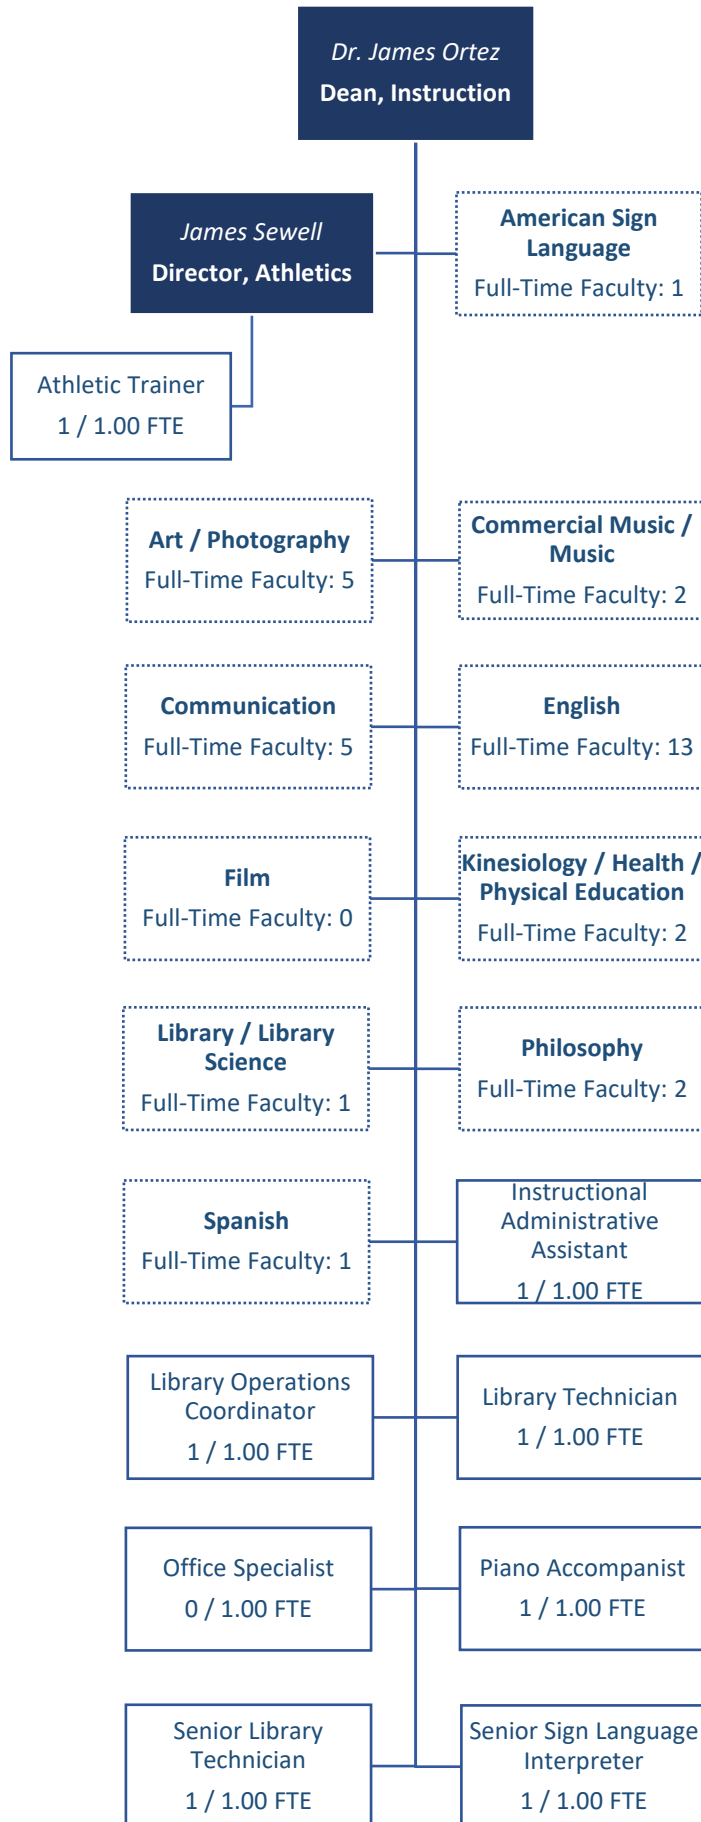 Dr. James Ortez
Dean, Instruction
James Sewell
Director, Athletics
American Sign
Language
Full-Time Faculty: 1
Athletic Trainer
1 / 1.00 FTE
Art / Photography
Full-Time Faculty: 5
Commercial Music /
Music
Full-Time Faculty: 2
Communication
Full-Time Faculty: 5
English
Full-Time Faculty: 13
Film
Full-Time Faculty: 0
Kinesiology / Health /
Physical Education
Full-Time Faculty: 2
Library / Library
Science
Full-Time Faculty: 1
Philosophy
Full-Time Faculty: 2
Spanish
Full-Time Faculty: 1
Instructional
Administrative
Assistant
1 / 1.00 FTE
Library Operations
Coordinator
1 / 1.00 FTE
Library Technician
1 / 1.00 FTE
Office Specialist
0 / 1.00 FTE
Piano Accompanist
1 / 1.00 FTE
Senior Library
Technician
1 / 1.00 FTE
Senior Sign Language
Interpreter
1 / 1.00 FTE